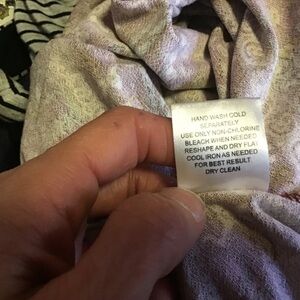 HAND WASH COLD
SEPARATELY
USE ONLY NON-CHLORINE
BLEACH WHEN NEEDED
RESHAPE AND DRY FLAT
COOL IRON AS NEEDED
FOR BEST RESULT
DRY CLEAN